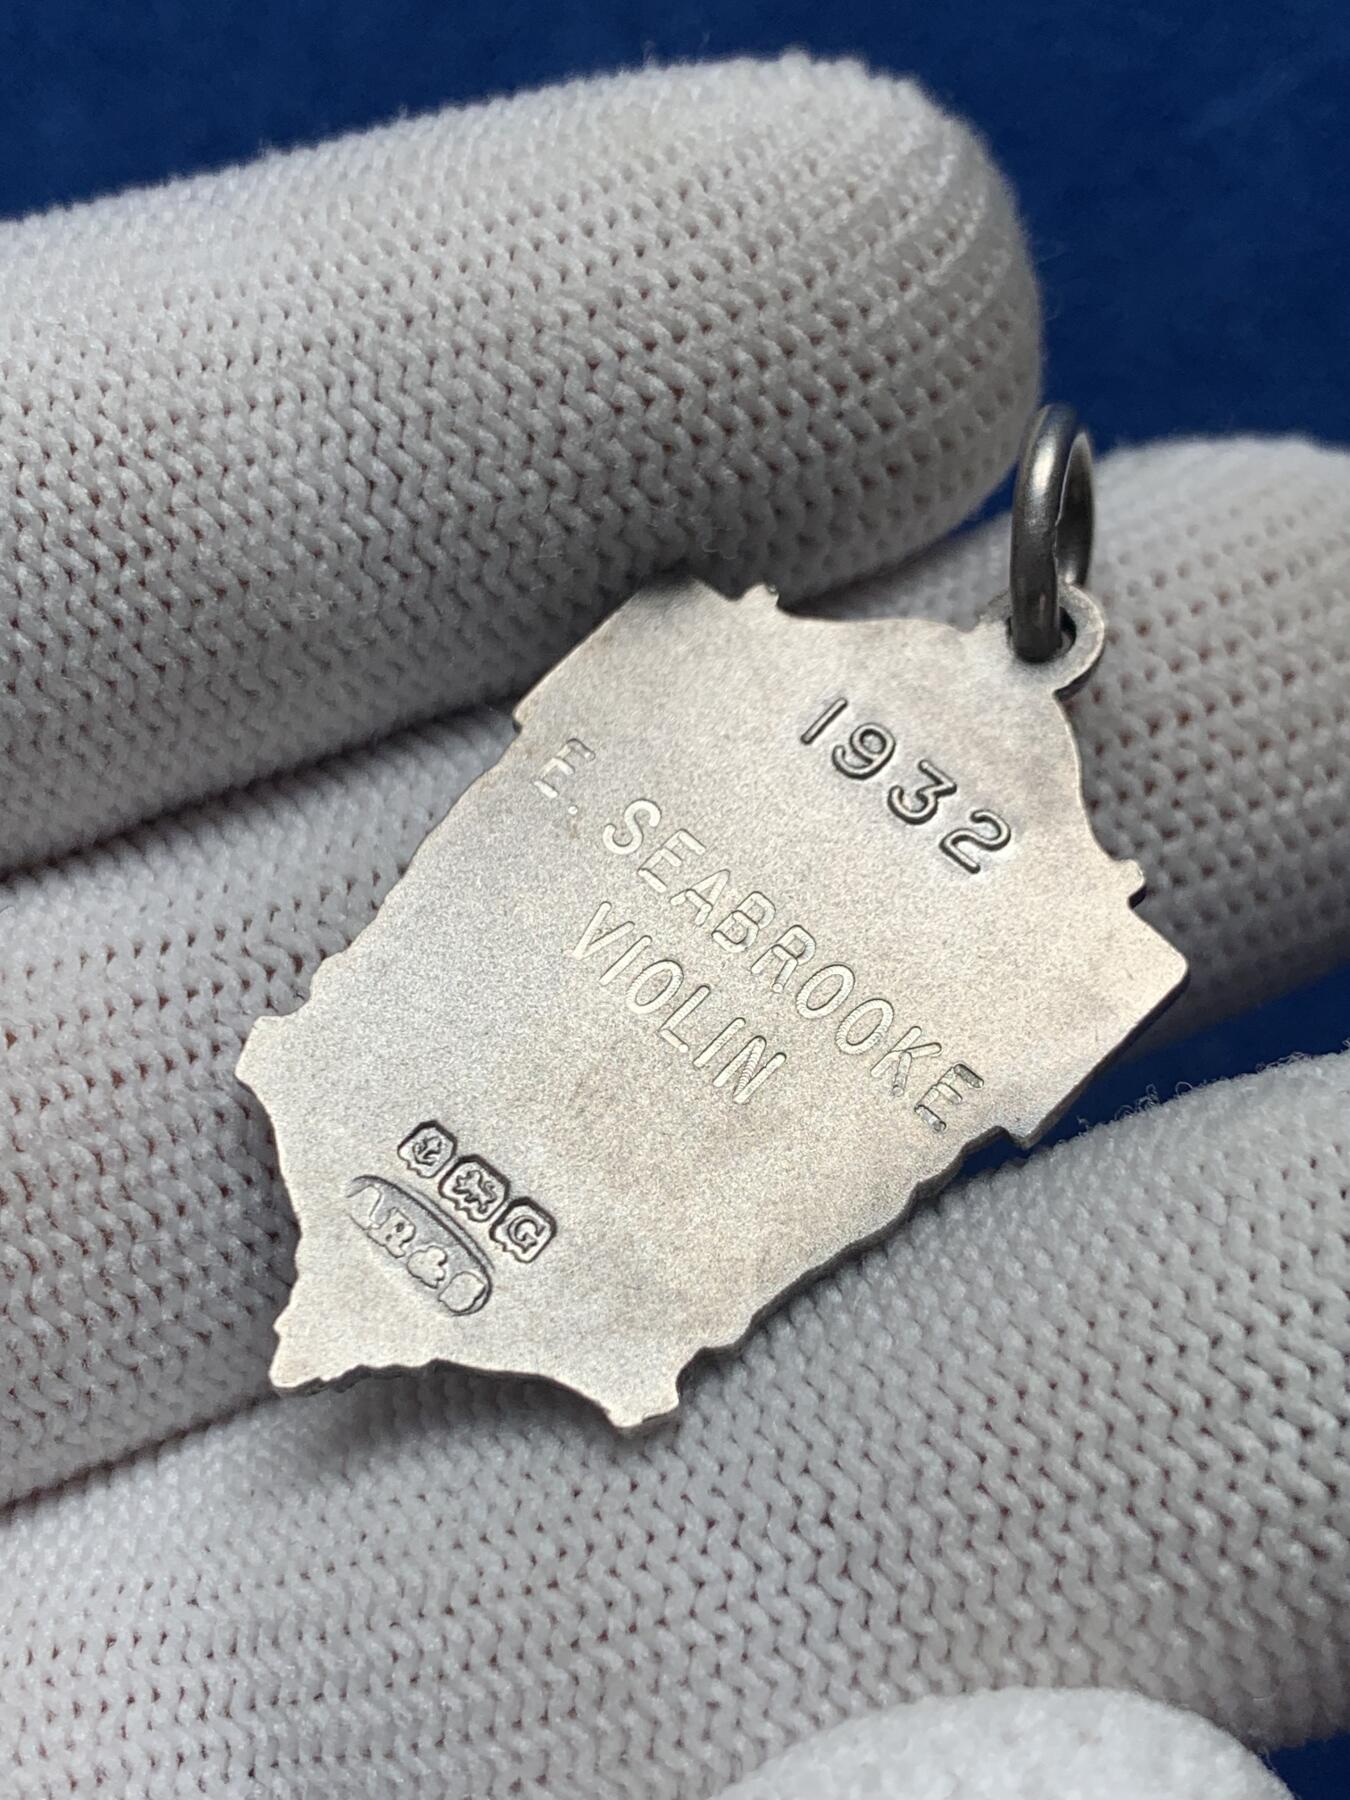 1932
E. SEABROOKE
VIOLIN
G